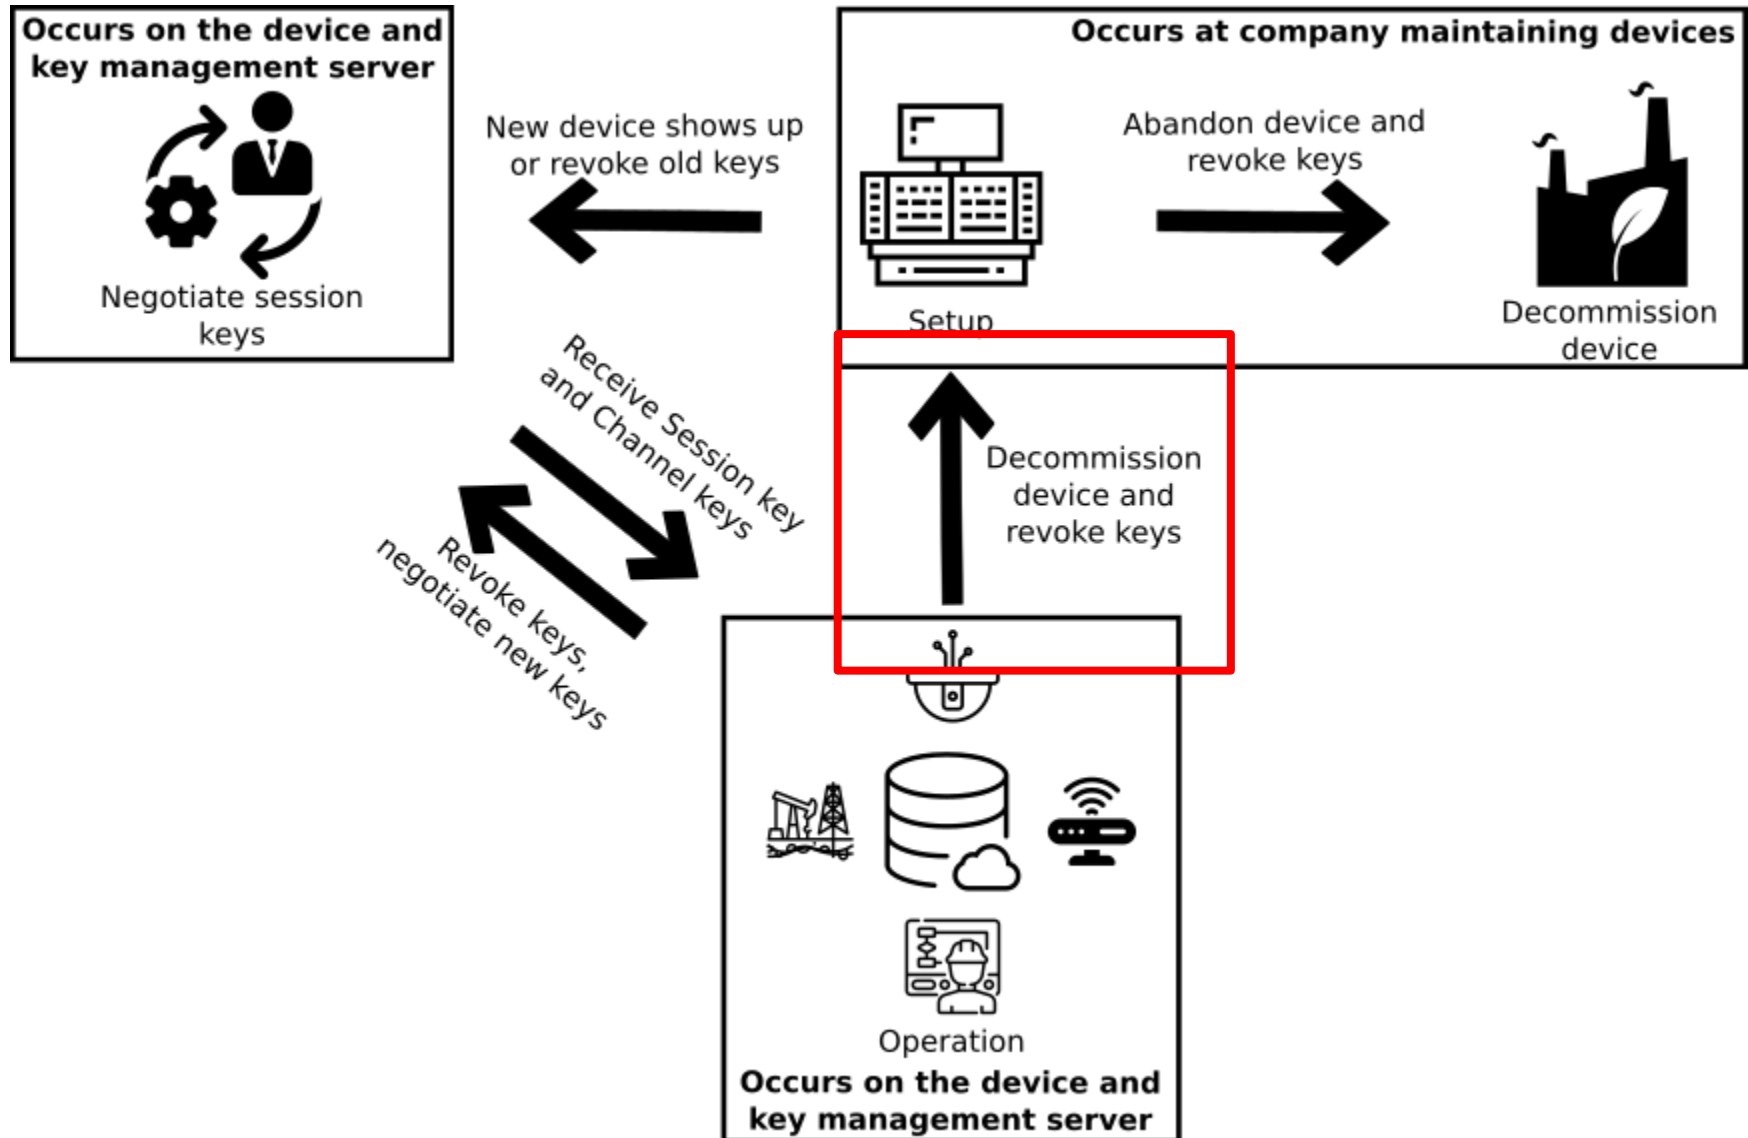 Occurs on the device and
key management server
Negotiate session
keys
New device shows up
or revoke old keys
Occurs at company maintaining devices
Setup
Abandon device and
revoke keys
Decommission
device
Receive Session key
and Channel keys
Revoke keys,
negotiate new keys
Decommission
device and
revoke keys
Operation
Occurs on the device and
key management server